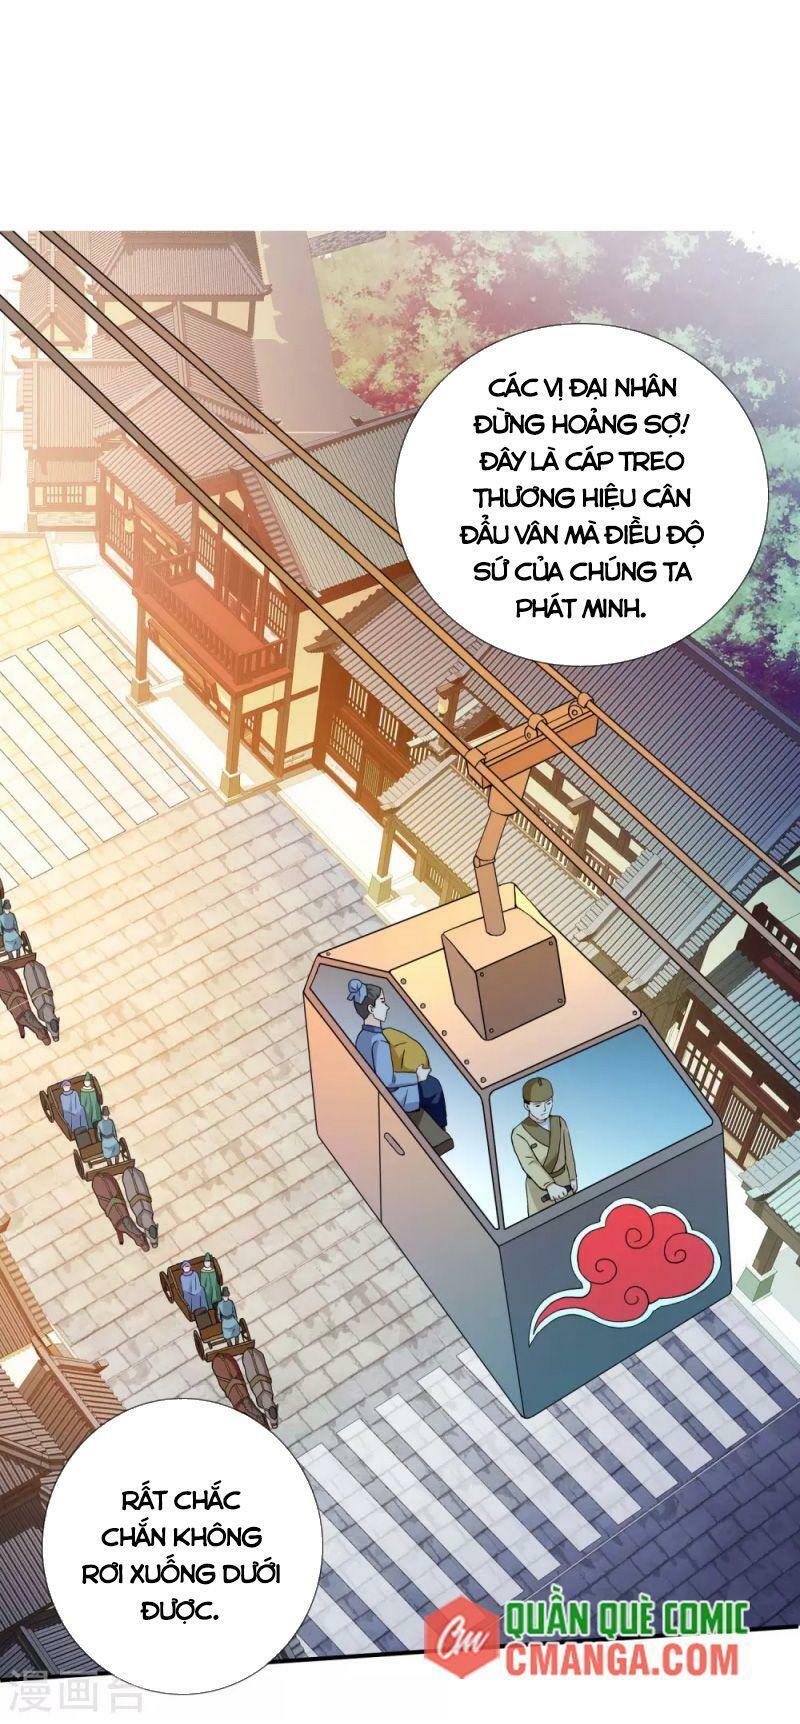 CÁC VỊ ĐẠI NHÂN
ĐỪNG HOẢNG SỢ!
ĐÂY LÀ CÁP TREO
THƯƠNG HIỆU CÂN
ĐẨU VÂN MÀ ĐIỀU ĐỘ
SỨ CỦA CHÚNG TA
PHÁT MINH.
RẤT CHẮC
CHẮN KHÔNG
RƠI XUỐNG DƯỚI
ĐƯỢC.
Cm
QUẦN QUÈ COMIC
CMANGA.COM
漫画台